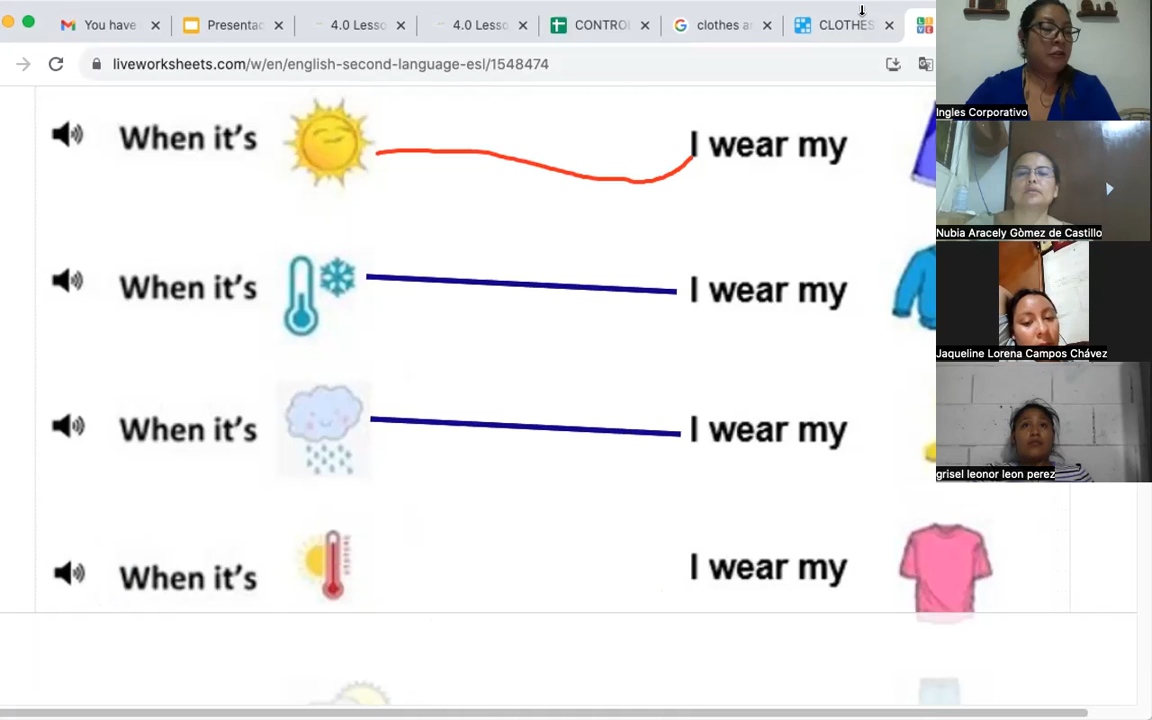 You have
Presentac
4.0 Lesso
4.0 Lesso
CONTRO
clothes a
CLOTHES
liveworksheets.com/w/en/english-second-language-esl/1548474
When it's I wear my
When it's I wear my
When it's I wear my
When it's I wear my
Ingles Corporativo
Nubia Aracely Gòmez de Castillo
Jaqueline Lorena Campos Chávez
grisel leonor leon perez